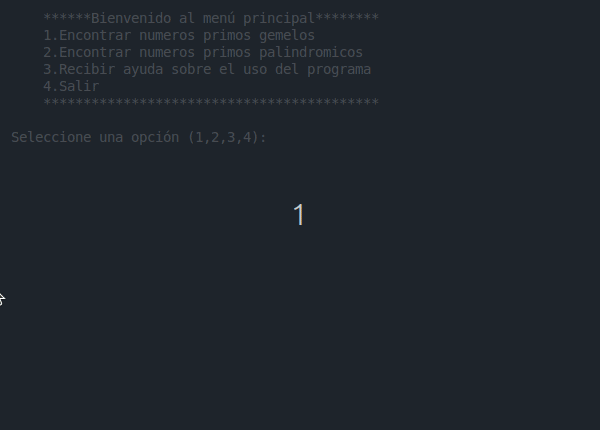 ******Bienvenido al menú principal********
1.Encontrar numeros primos gemelos
2.Encontrar numeros primos palindromicos
3.Recibir ayuda sobre el uso del programa
4.Salir
******************************************
Seleccione una opción (1,2,3,4):
1